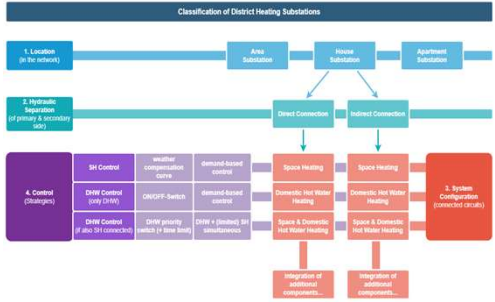 Classification of District Heating Substations
1. Location
(in the network)
Area
Substation
House
Substation
Apartment
Substation
2. Hydraulic
Separation
(of primary & secondary
side)
Direct Connection
Indirect Connection
4. Control
(Strategies)
SH Control
weather
compensation
curve
demand-based
control
Space Heating
Space Heating
DHW Control
(only DHW)
ON/OFF-Switch
demand-based
control
Domestic Hot Water
Heating
Domestic Hot Water
Heating
DHW Control
(if also SH connected)
DHW priority
switch (+ time limit)
DHW + (limited) SH
simultaneous
Space & Domestic
Hot Water Heating
Space & Domestic
Hot Water Heating
3. System
Configuration
(connected circuits)
Integration of
additional
components...
Integration of
additional
components...